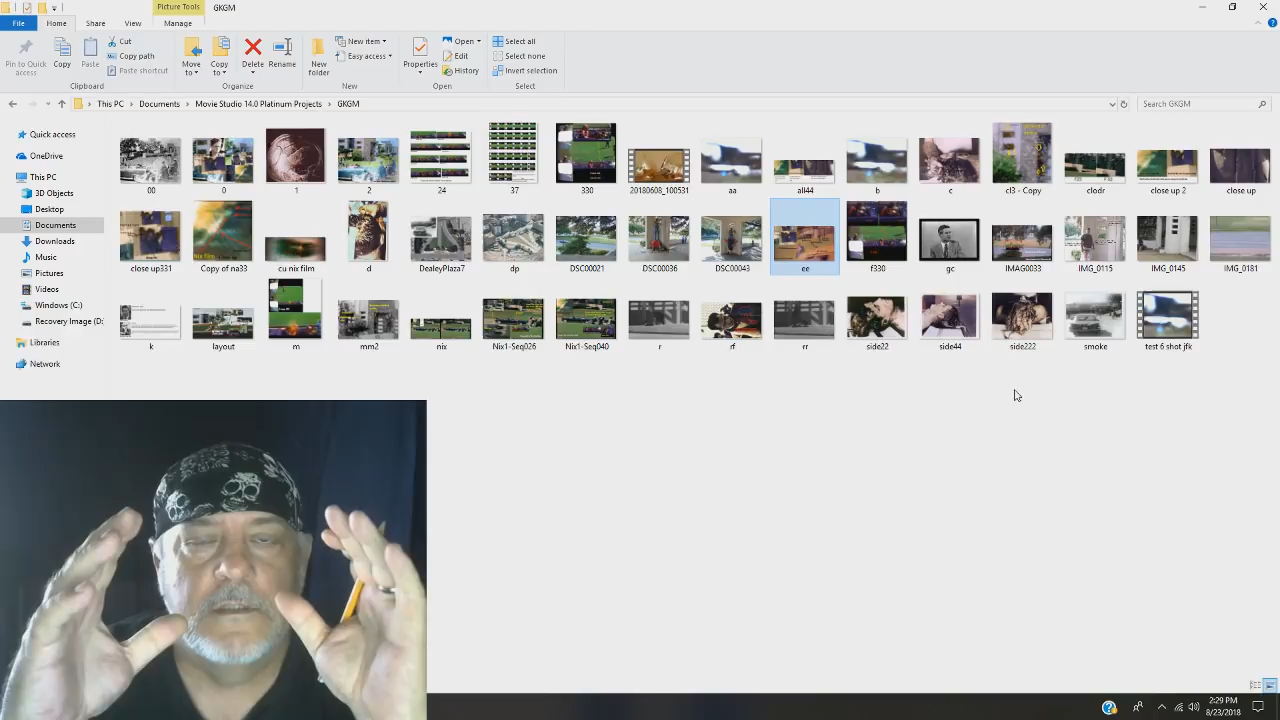 Picture Tools
GKGM
File
Home
Share
View
Manage
Pin to Quick access
Copy
Paste
Cut
Copy path
Paste shortcut
Clipboard
Move to
Copy to
Delete
Rename
Organize
New folder
New item
Easy access
New
Properties
Open
Edit
History
Open
Select all
Select none
Invert selection
Select
This PC
Documents
Movie Studio 14.0 Platinum Projects
GKGM
Search GKGM
Quick access
OneDrive
This PC
3D Objects
Desktop
Documents
Downloads
Music
Pictures
Videos
Windows (C:)
Recovery Image (D:
Libraries
Network
00
0
1
2
24
37
330
20180608_100531
aa
all44
b
c
cl3 - Copy
clodr
close up 2
close up
close up331
Copy of na33
cu nix film
d
DealeyPlaza7
dp
DSC00021
DSC00036
DSC00043
ee
f330
gc
IMAG0033
IMG_0115
IMG_0145
IMG_0181
k
layout
m
mm2
nix
Nix1-Seq026
Nix1-Seq040
r
rf
rr
side22
side44
side222
smoke
test 6 shot jfk
2:29 PM
8/23/2018